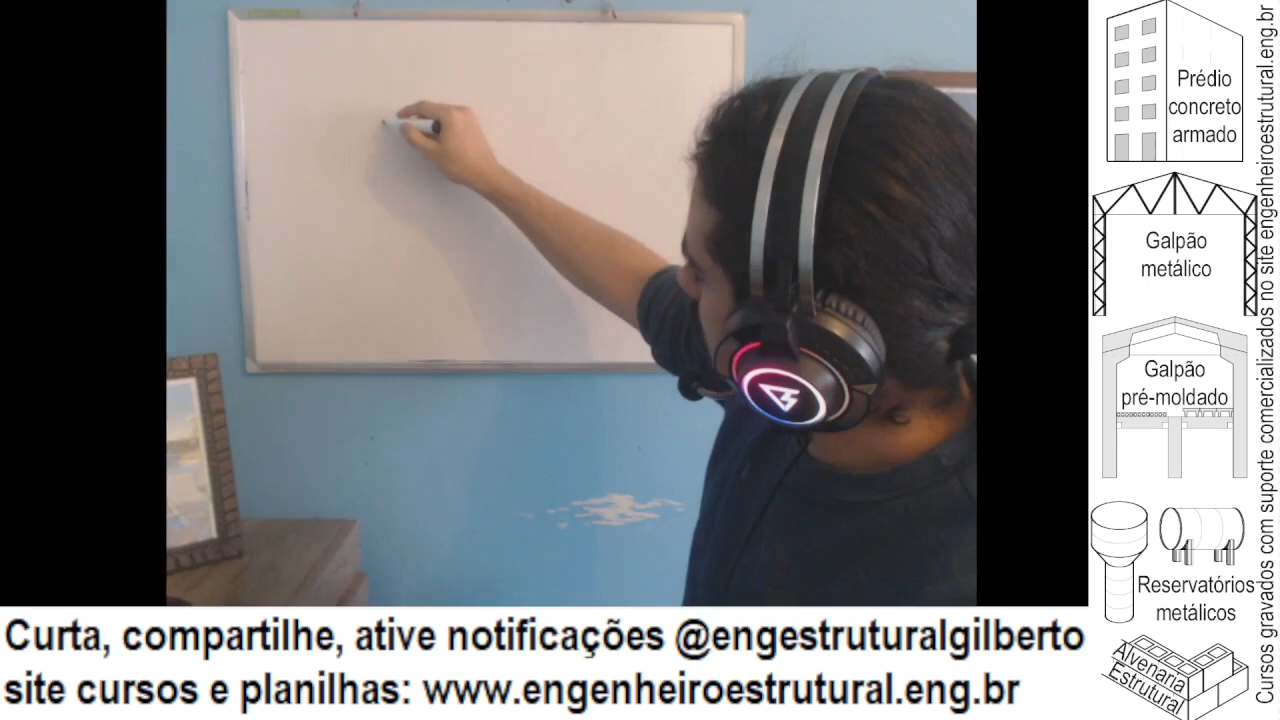 Prédio
concreto
armado
Galpão
metálico
Galpão
pré-moldado
Reservatórios
metálicos
Alvenaria
Estrutural
Cursos gravados com suporte comercializados no site engenheiroestrutural.eng.br
Curta, compartilhe, ative notificações @engestruturalgilberto
site cursos e planilhas: www.engenheiroestrutural.eng.br